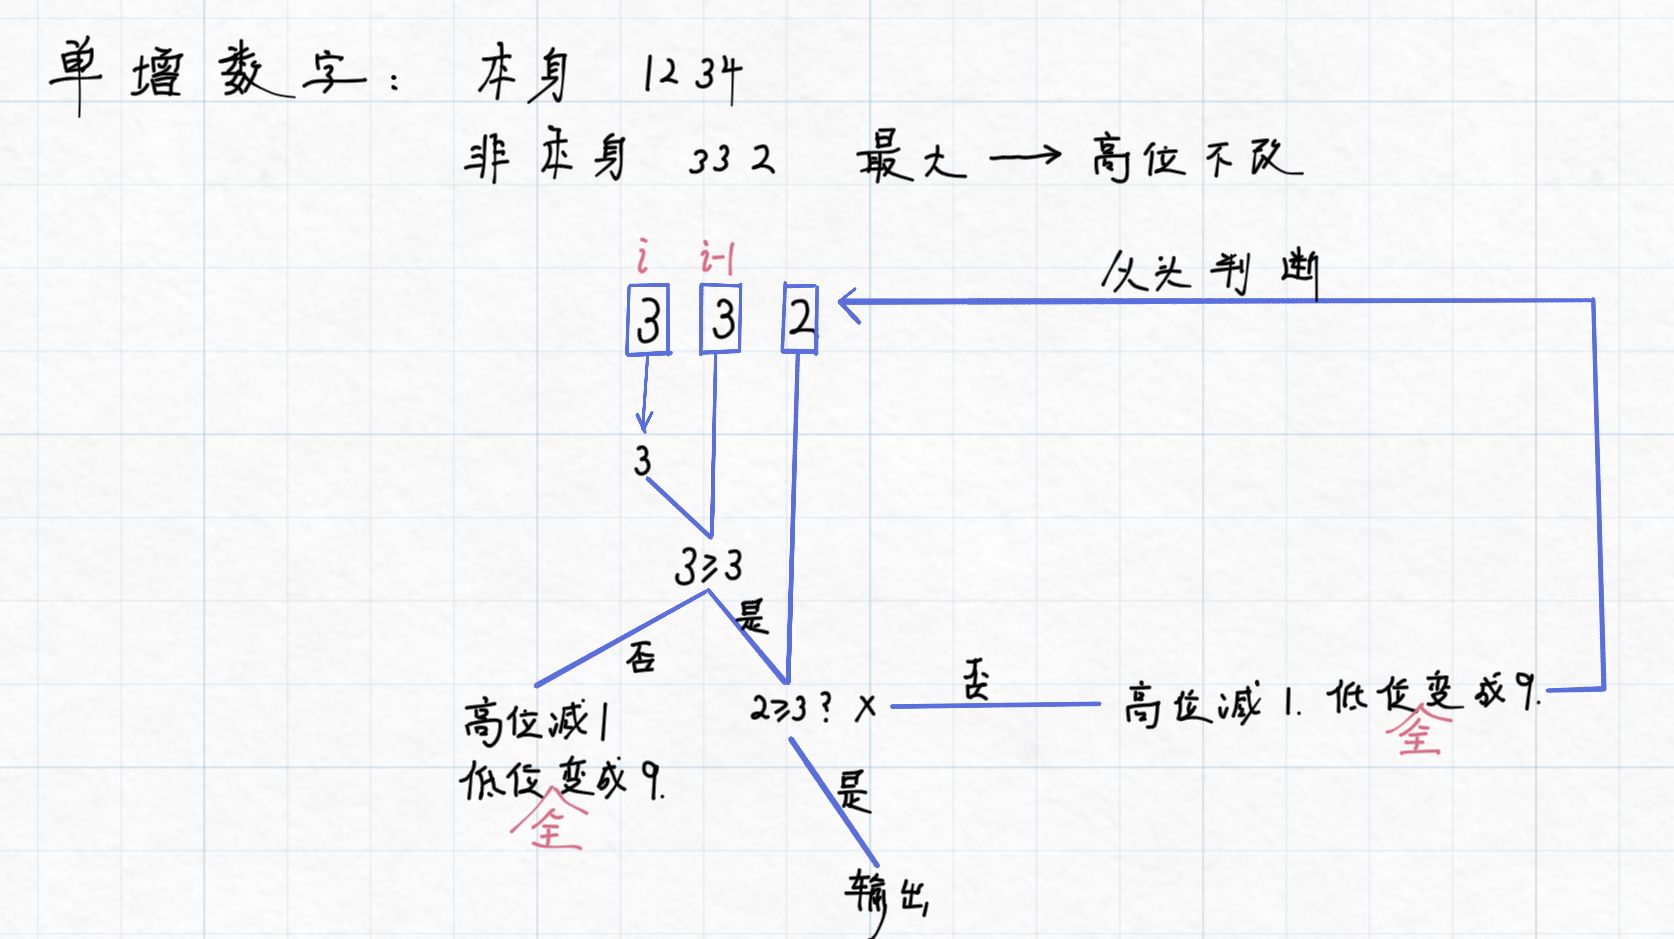 单增数字： 本身 1234
非本身 332 最大 → 高位不改
i i-1
从头判断
3 3 2
3
3≥3
是
否
否
2≥3? ×
高位减1. 低位变成9.
全
高位减1
低位变成9.
全
是
输出